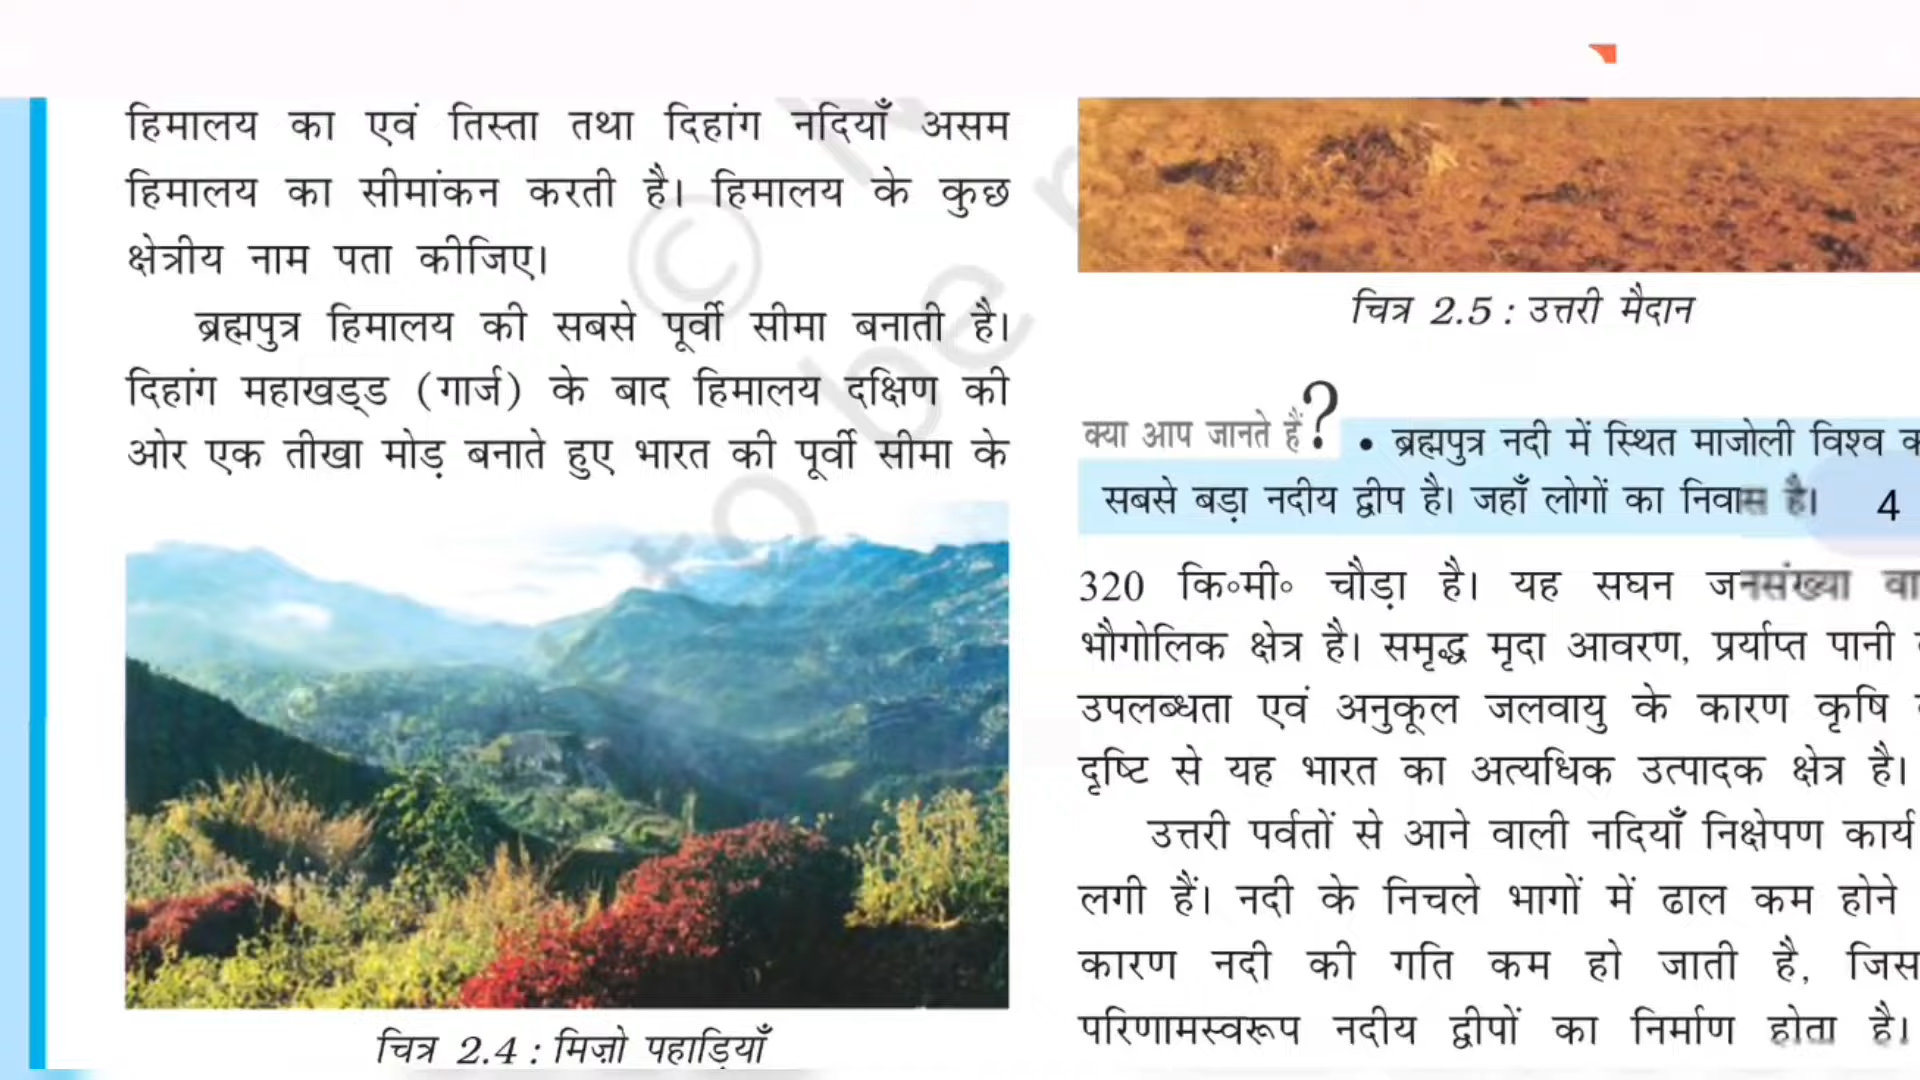 हिमालय का एवं तिस्ता तथा दिहांग नदियाँ असम
हिमालय का सीमांकन करती है। हिमालय के कुछ
क्षेत्रीय नाम पता कीजिए।
ब्रह्मपुत्र हिमालय की सबसे पूर्वी सीमा बनाती है।
दिहांग महाखड्ड (गार्ज) के बाद हिमालय दक्षिण की
ओर एक तीखा मोड़ बनाते हुए भारत की पूर्वी सीमा के
चित्र 2.4 : मिज़ो पहाड़ियाँ
चित्र 2.5 : उत्तरी मैदान
क्या आप जानते हैं? • ब्रह्मपुत्र नदी में स्थित माजोली विश्व
सबसे बड़ा नदीय द्वीप है। जहाँ लोगों का निवास है।
4
320 कि॰मी॰ चौड़ा है। यह सघन जनसंख्या
भौगोलिक क्षेत्र है। समृद्ध मृदा आवरण, प्रर्याप्त पानी
उपलब्धता एवं अनुकूल जलवायु के कारण कृषि
दृष्टि से यह भारत का अत्यधिक उत्पादक क्षेत्र है।
उत्तरी पर्वतों से आने वाली नदियाँ निक्षेपण कार्य
लगी हैं। नदी के निचले भागों में ढाल कम होने
कारण नदी की गति कम हो जाती है, जिस
परिणामस्वरूप नदीय द्वीपों का निर्माण होता है।